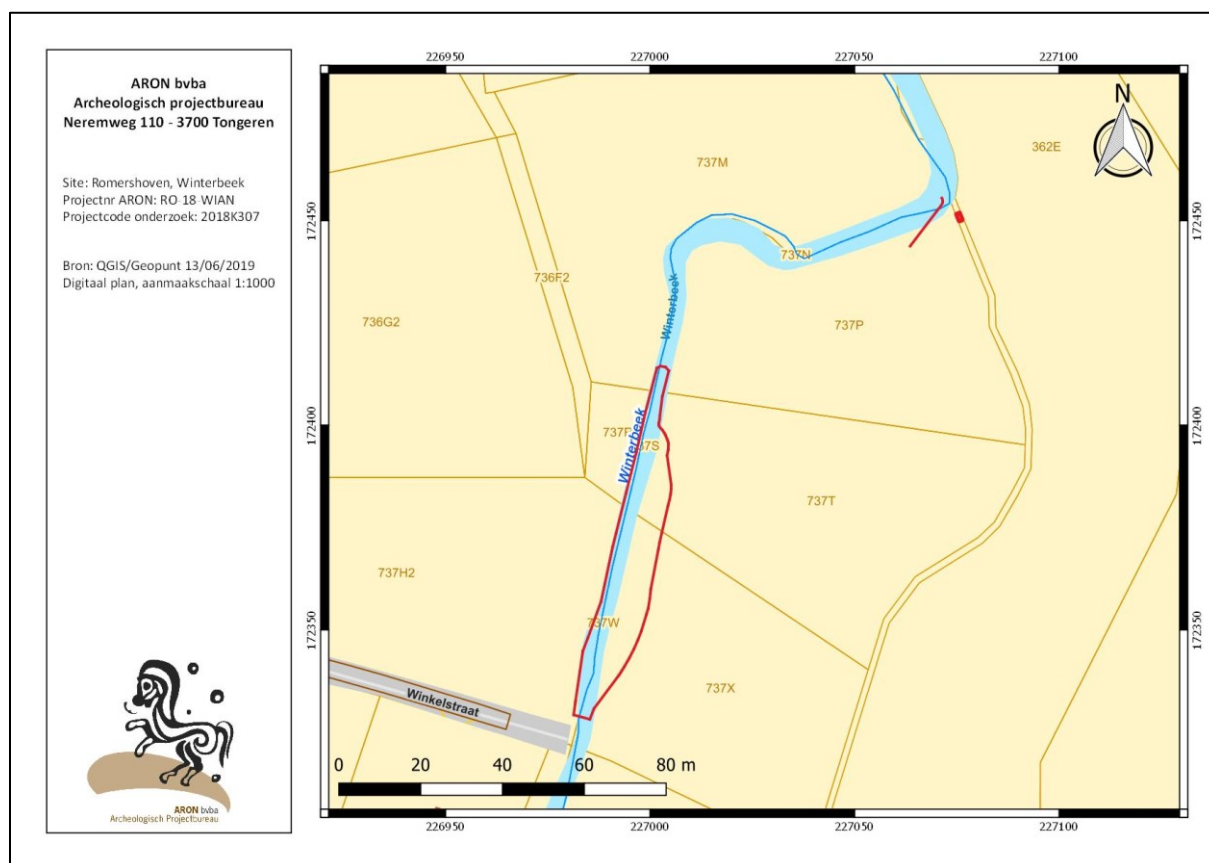 ARON bvba
Archeologisch projectbureau
Neremweg 110 - 3700 Tongeren
Site: Romershoven, Winterbeek
Projectnr ARON: RO-18-WIAN
Projectcode onderzoek: 2018K307
Bron: QGIS/Geopunt 13/06/2019
Digitaal plan, aanmaakschaal 1:1000
ARON bvba
Archeologisch Projectbureau
226950 227000 227050 227100
N
737M
362E
172450 172450
737N
736F2
Winterbeek
736G2
737P
172400 172400
Winterbeek
737T
737H2
172350 172350
737W
737X
Winkelstraat
0 20 40 60 80 m
226950 227000 227050 227100